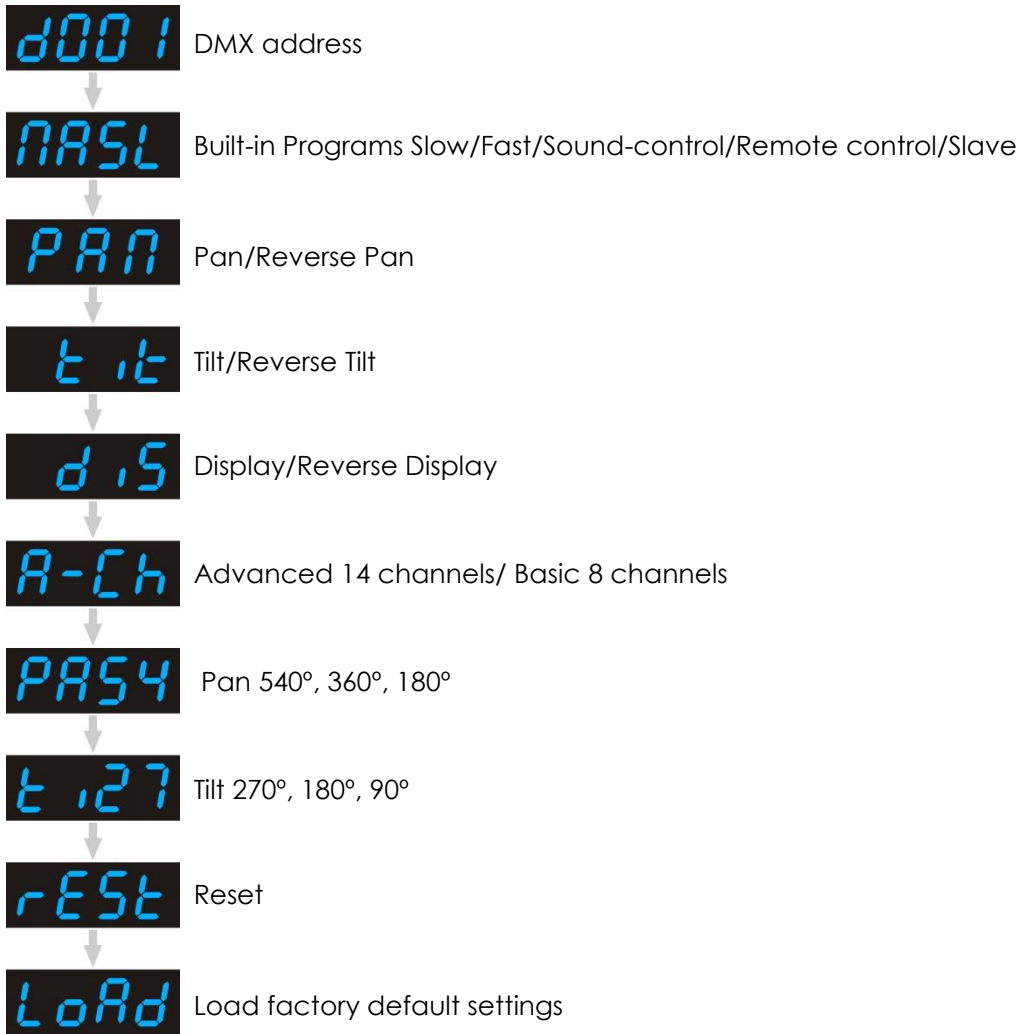 d001 DMX address
MASL Built-in Programs Slow/Fast/Sound-control/Remote control/Slave
PAN Pan/Reverse Pan
tit Tilt/Reverse Tilt
diS Display/Reverse Display
A-Ch Advanced 14 channels/ Basic 8 channels
PA54 Pan 540º, 360º, 180º
ti27 Tilt 270º, 180º, 90º
rESt Reset
LoAd Load factory default settings